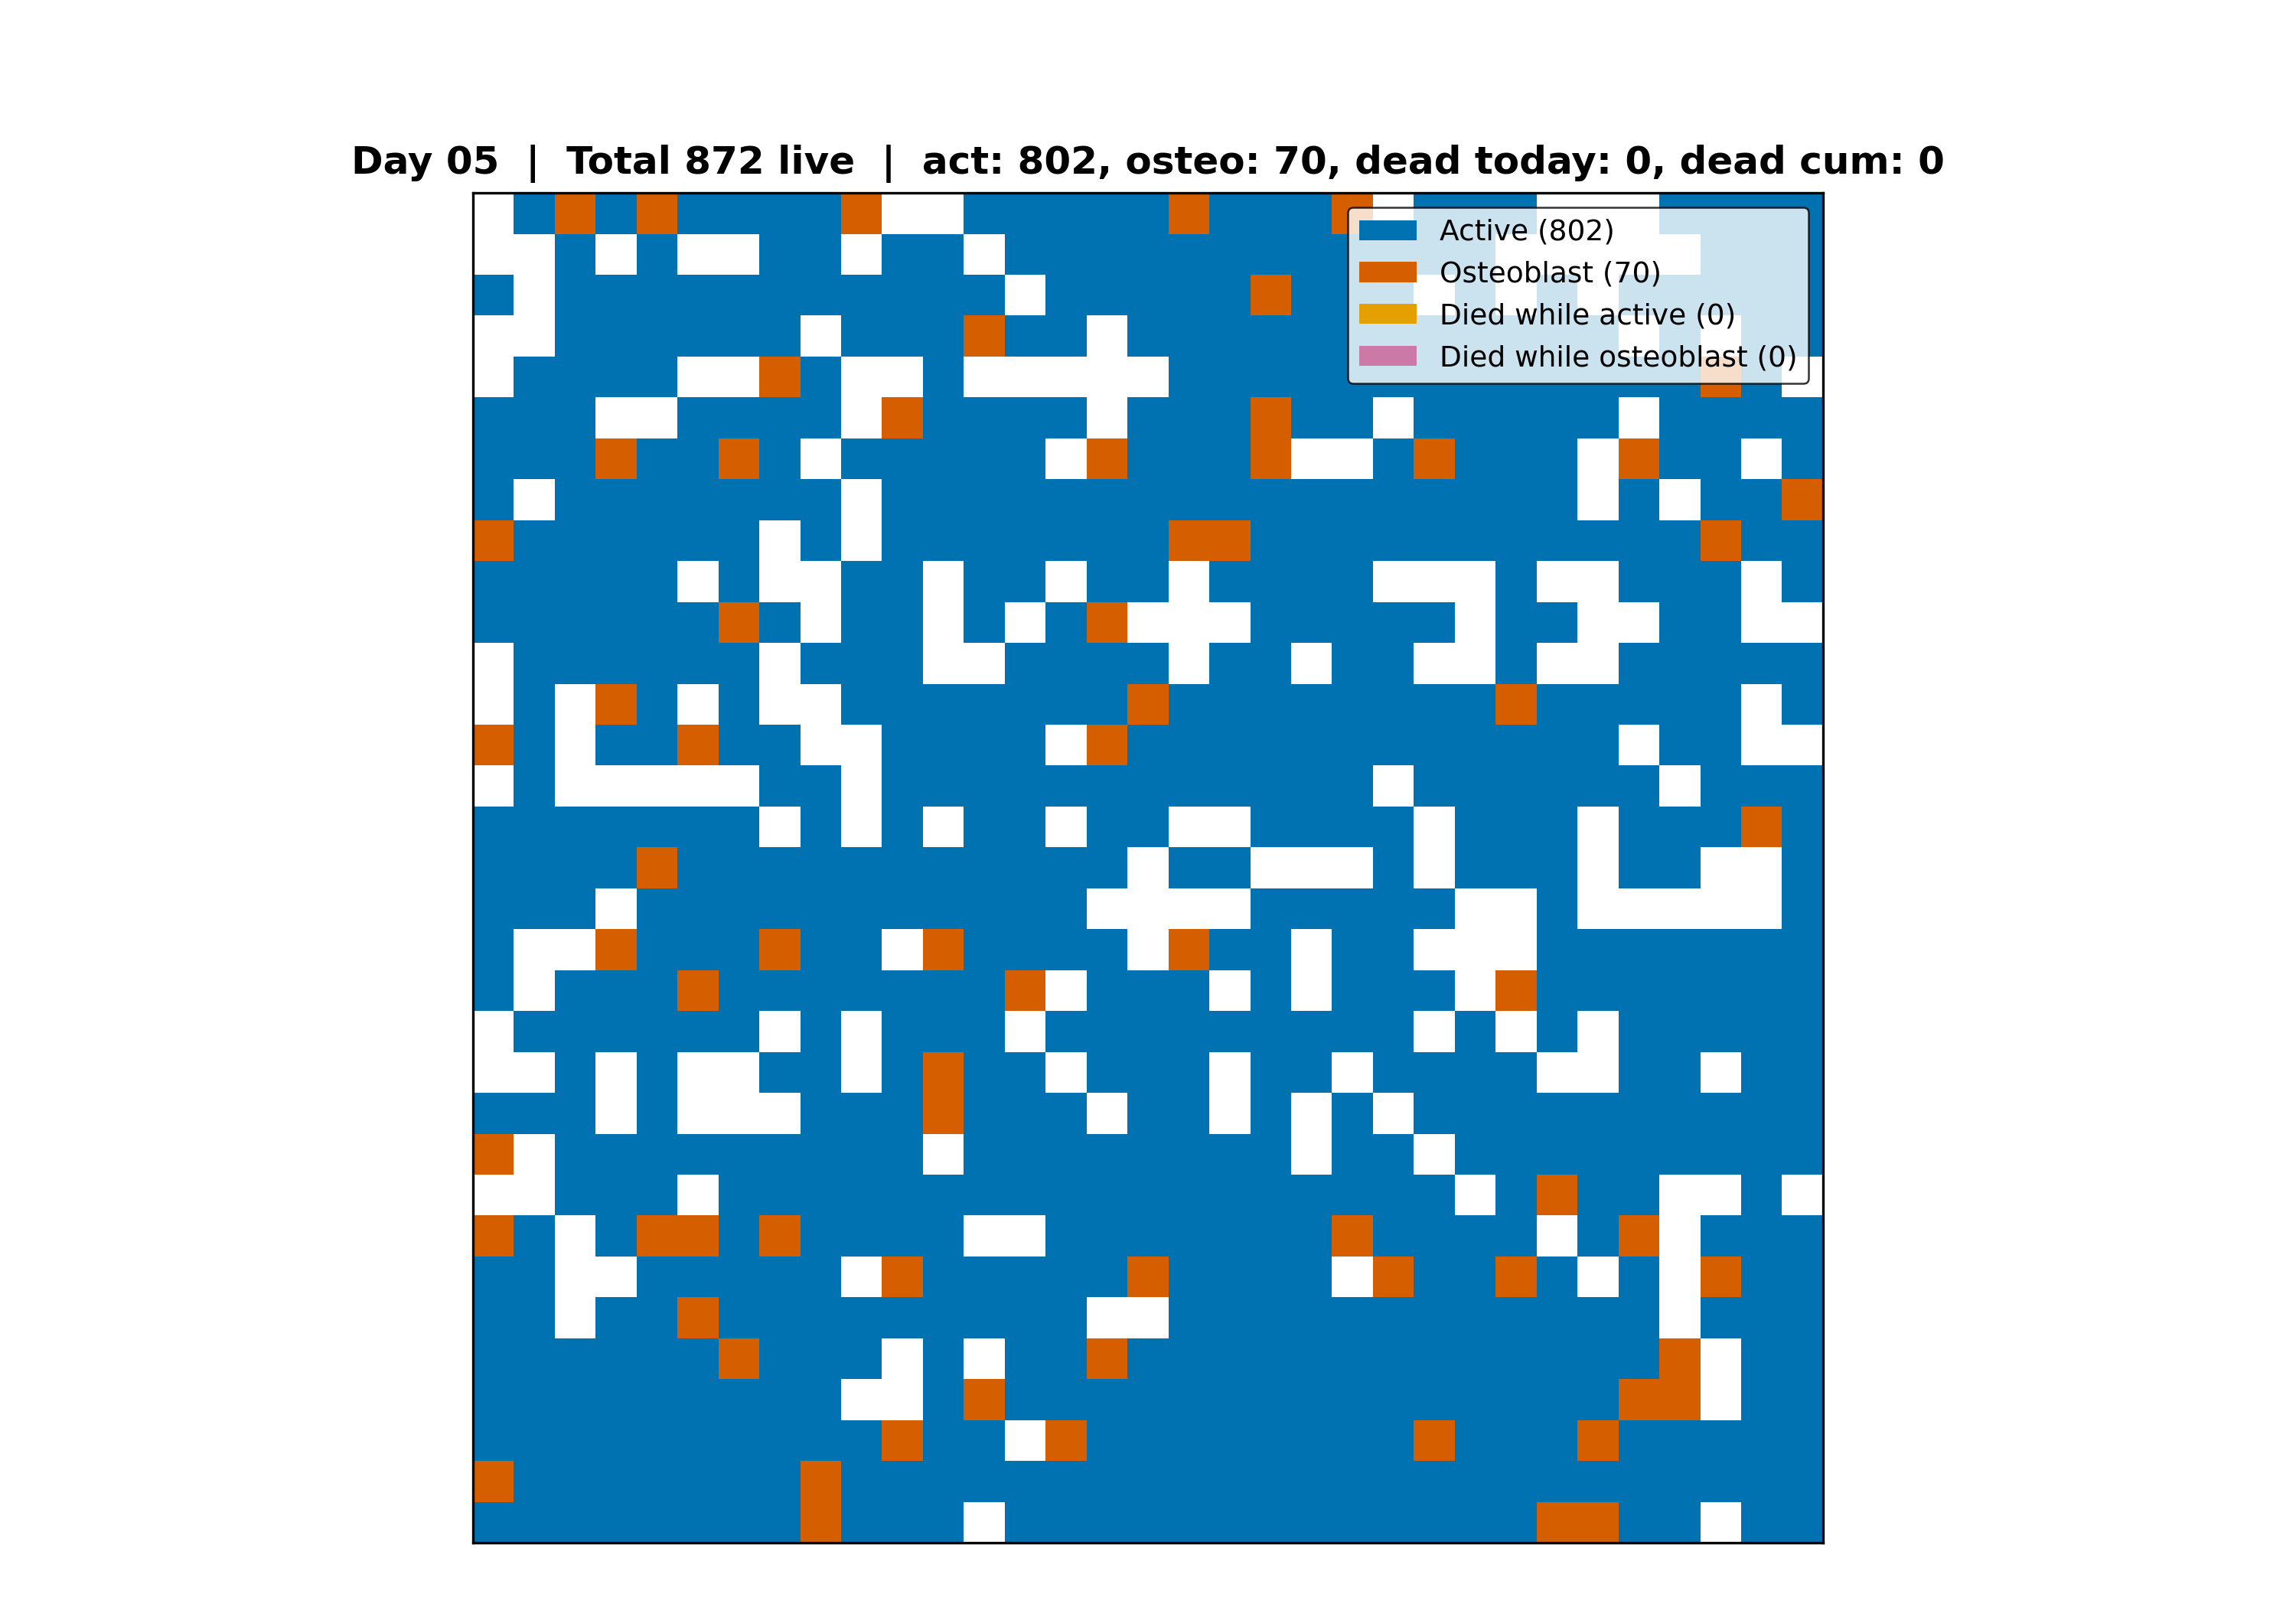 Day 05 | Total 872 live | act: 802, osteo: 70, dead today: 0, dead cum: 0
Active (802)
Osteoblast (70)
Died while active (0)
Died while osteoblast (0)